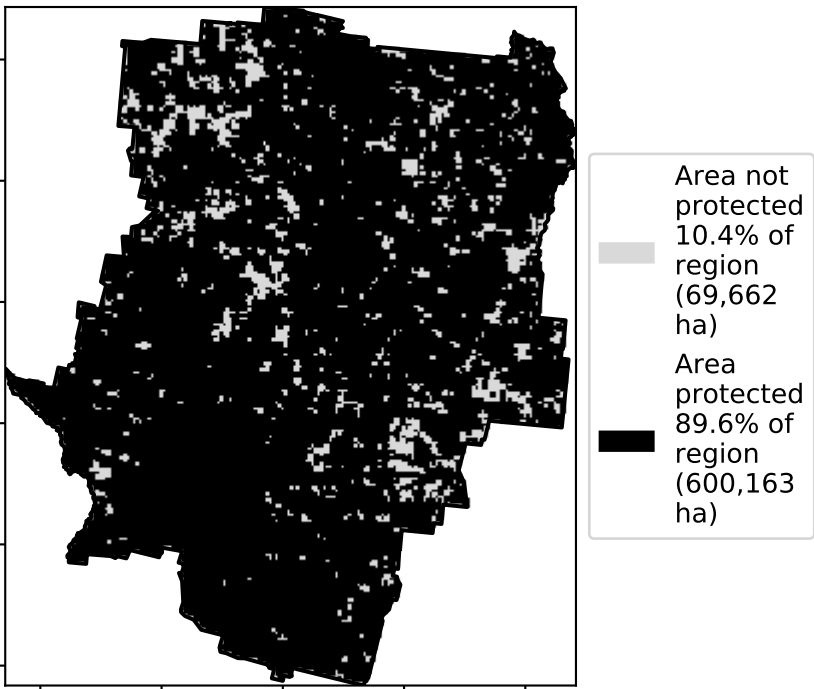 Area not
protected
10.4% of
region
(69,662
ha)
Area
protected
89.6% of
region
(600,163
ha)